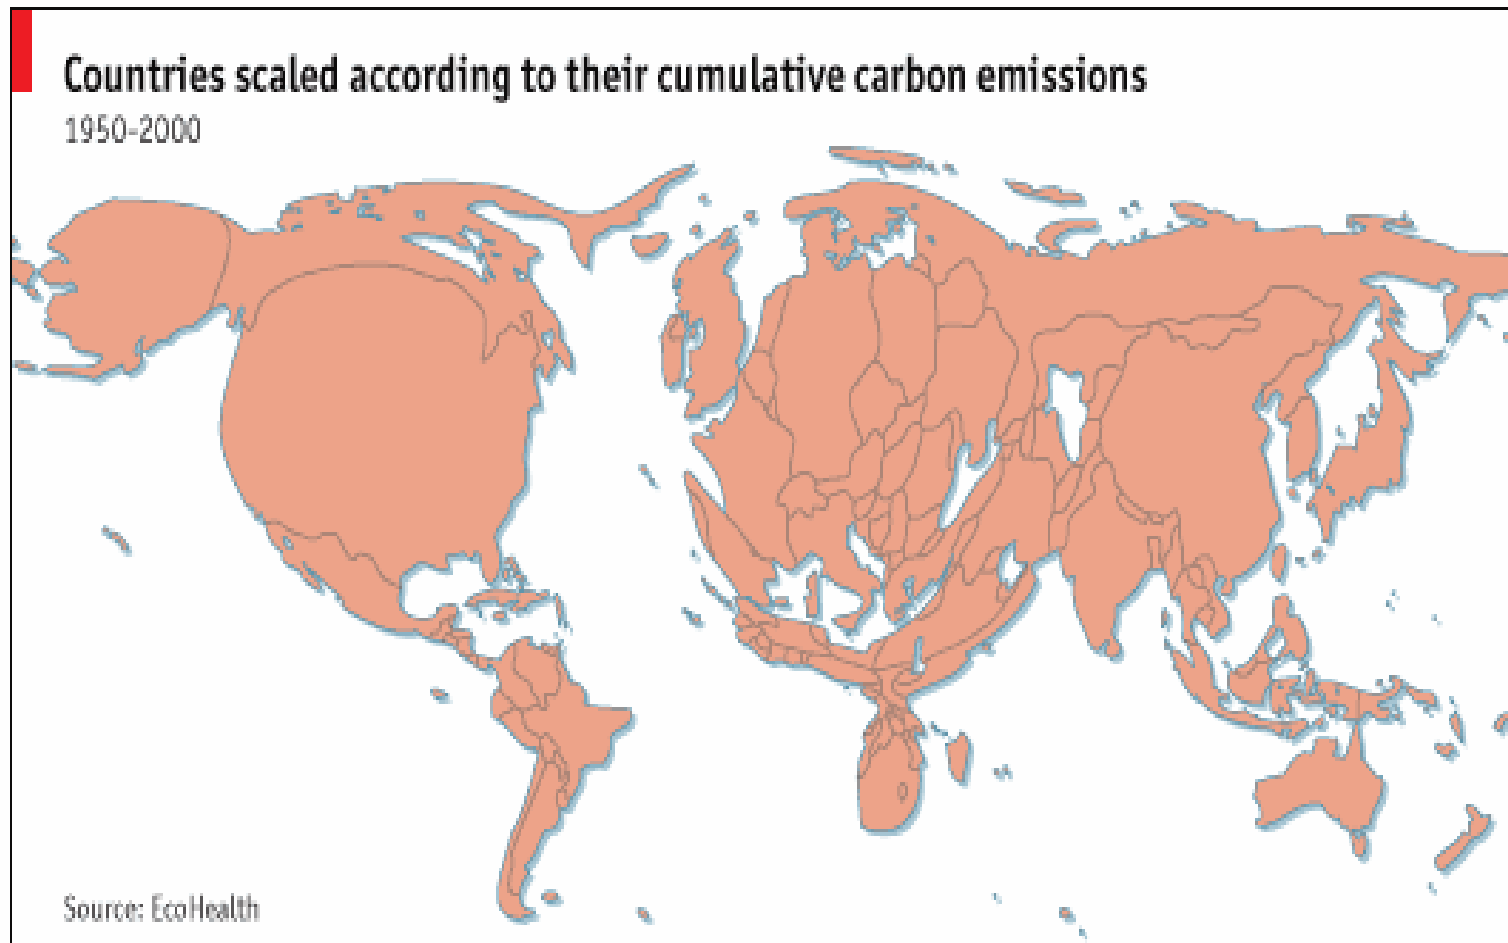 Countries scaled according to their cumulative carbon emissions
1950-2000
Source: EcoHealth